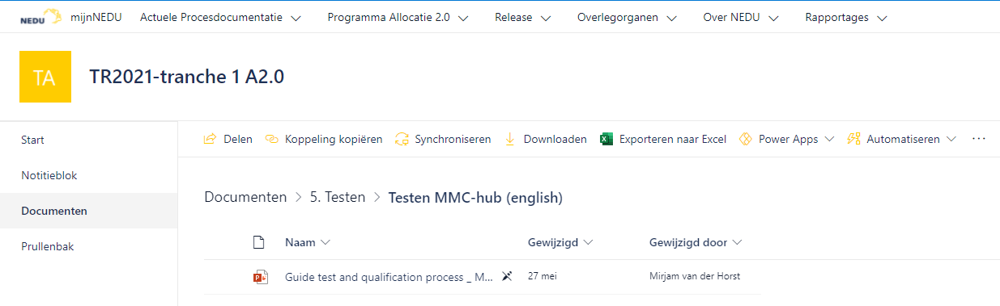 NEDU mijnNEDU Actuele Procesdocumentatie Programma Allocatie 2.0 Release Overlegorganen Over NEDU Rapportages
TA TR2021-tranche 1 A2.0
Start
Notitieblok
Documenten
Prullenbak
Delen Koppeling kopiëren Synchroniseren Downloaden Exporteren naar Excel Power Apps Automatiseren ...
Documenten > 5. Testen > Testen MMC-hub (english)
Naam Gewijzigd Gewijzigd door
Guide test and qualification process _ M... 27 mei Mirjam van der Horst